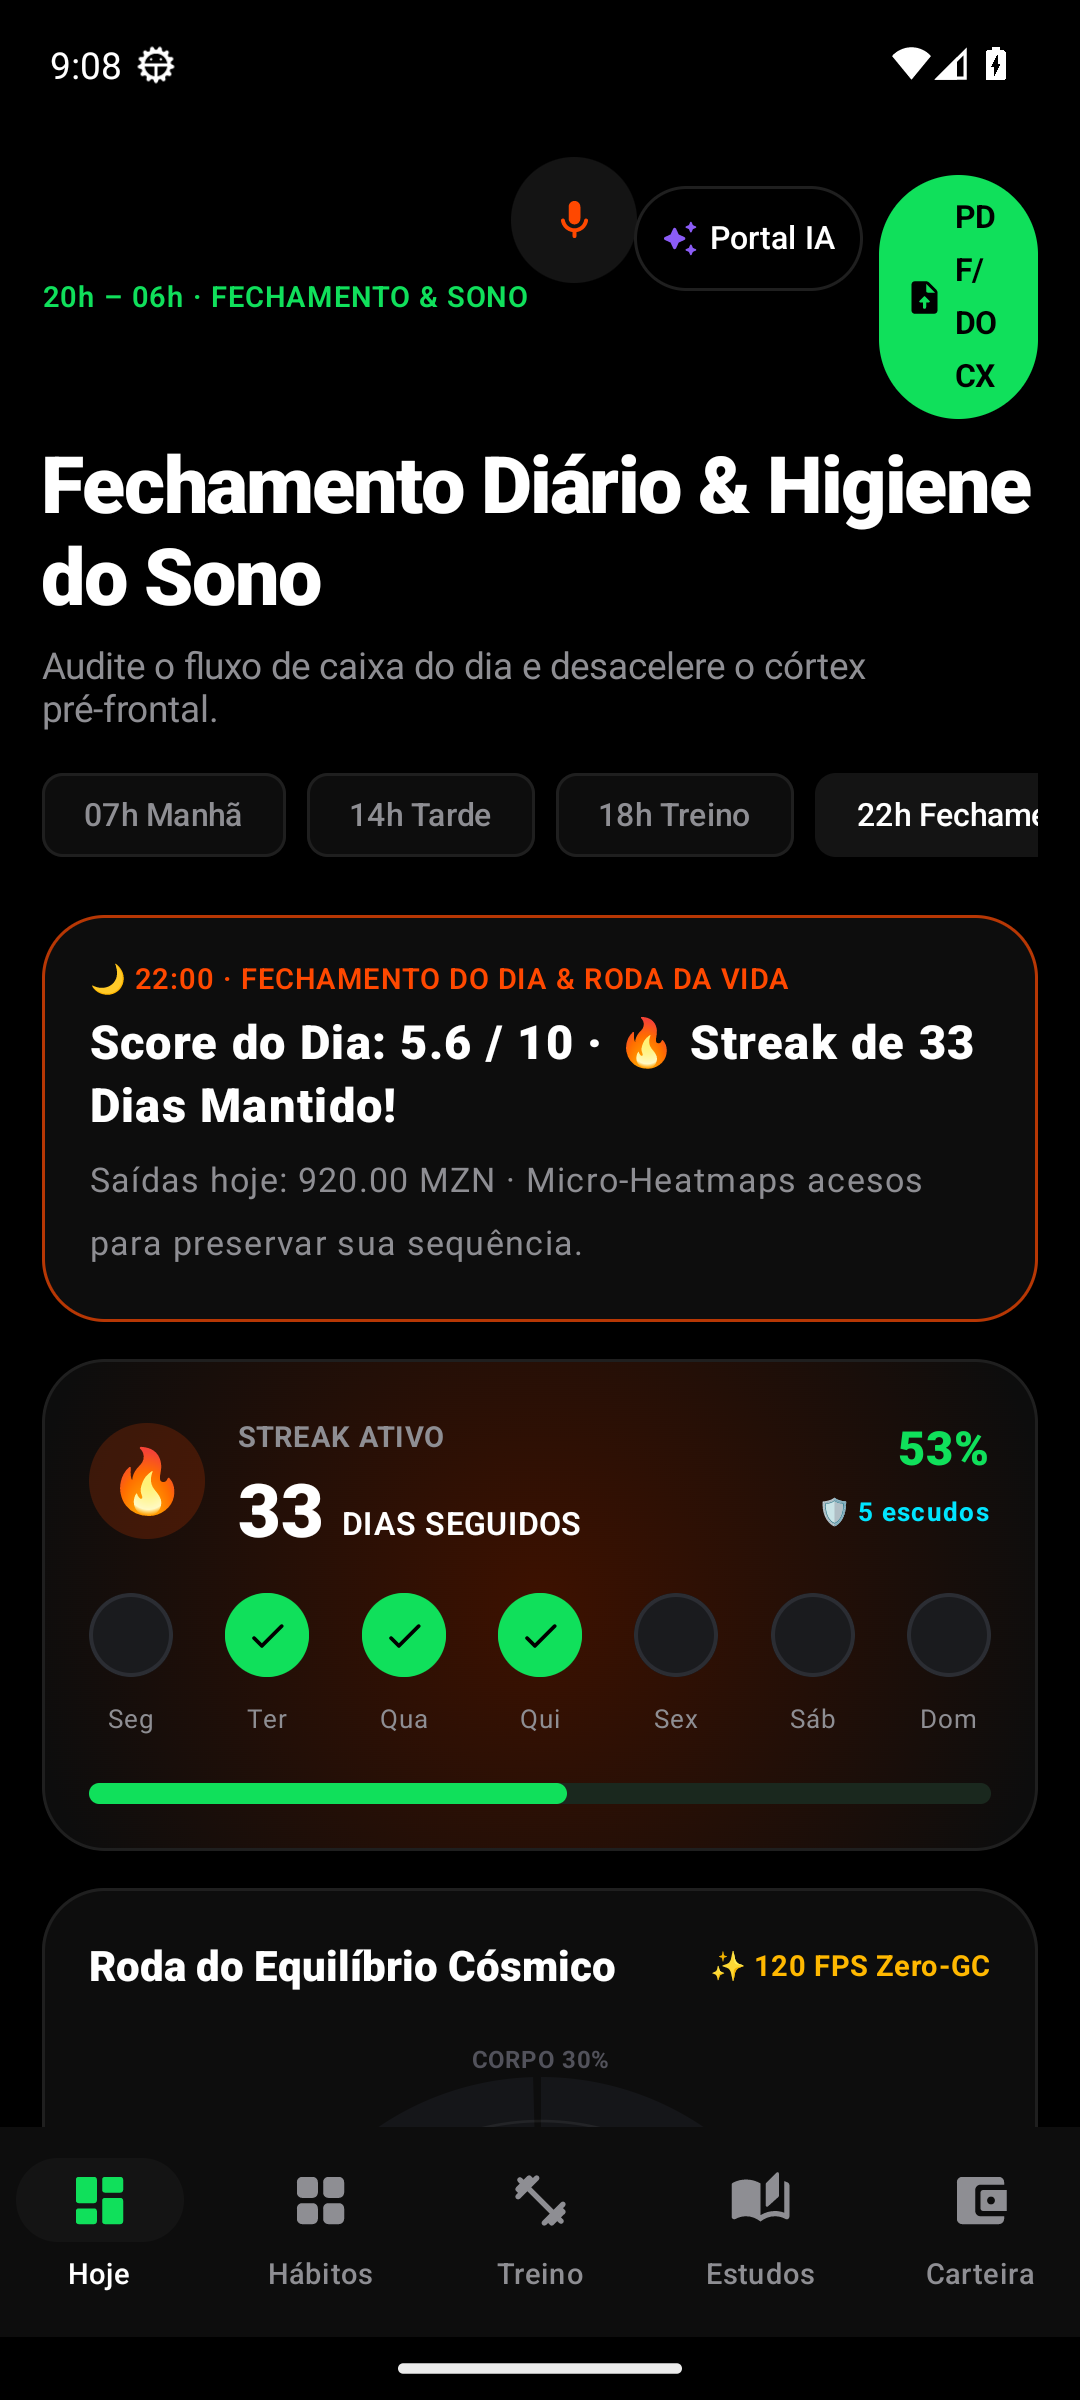 9:08
Portal IA
PD
F/
DO
CX
20h – 06h · FECHAMENTO & SONO
Fechamento Diário & Higiene
do Sono
Audite o fluxo de caixa do dia e desacelere o córtex
pré-frontal.
07h Manhã
14h Tarde
18h Treino
22h Fechame
🌙 22:00 · FECHAMENTO DO DIA & RODA DA VIDA
Score do Dia: 5.6 / 10 · 🔥 Streak de 33
Dias Mantido!
Saídas hoje: 920.00 MZN · Micro-Heatmaps acesos
para preservar sua sequência.
STREAK ATIVO
33 DIAS SEGUIDOS
53%
🛡️ 5 escudos
Seg
Ter
Qua
Qui
Sex
Sáb
Dom
Roda do Equilíbrio Cósmico
✨ 120 FPS Zero-GC
CORPO 30%
Hoje
Hábitos
Treino
Estudos
Carteira